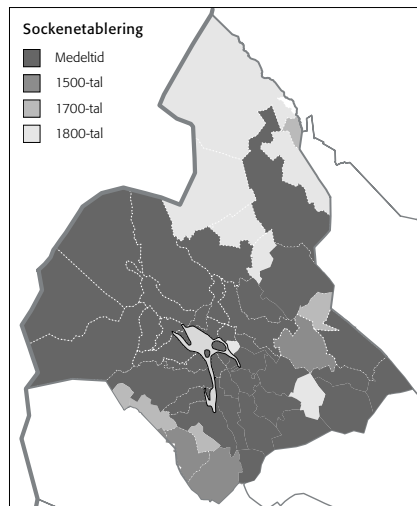 Sockenetablering
Medeltid
1500-tal
1700-tal
1800-tal